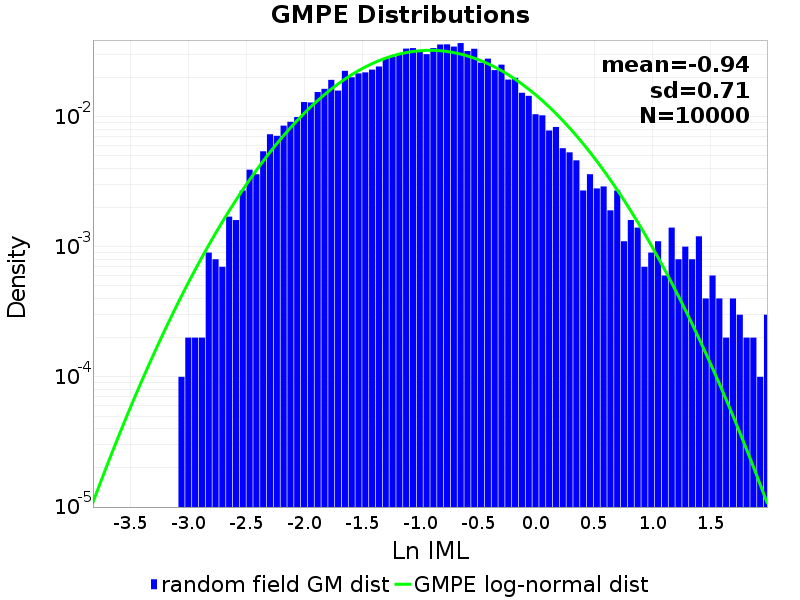 GMPE Distributions
mean=-0.94
sd=0.71
N=10000
Density
10-2
10-3
10-4
10-5
-3.5 -3.0 -2.5 -2.0 -1.5 -1.0 -0.5 0.0 0.5 1.0 1.5
Ln IML
random field GM dist GMPE log-normal dist